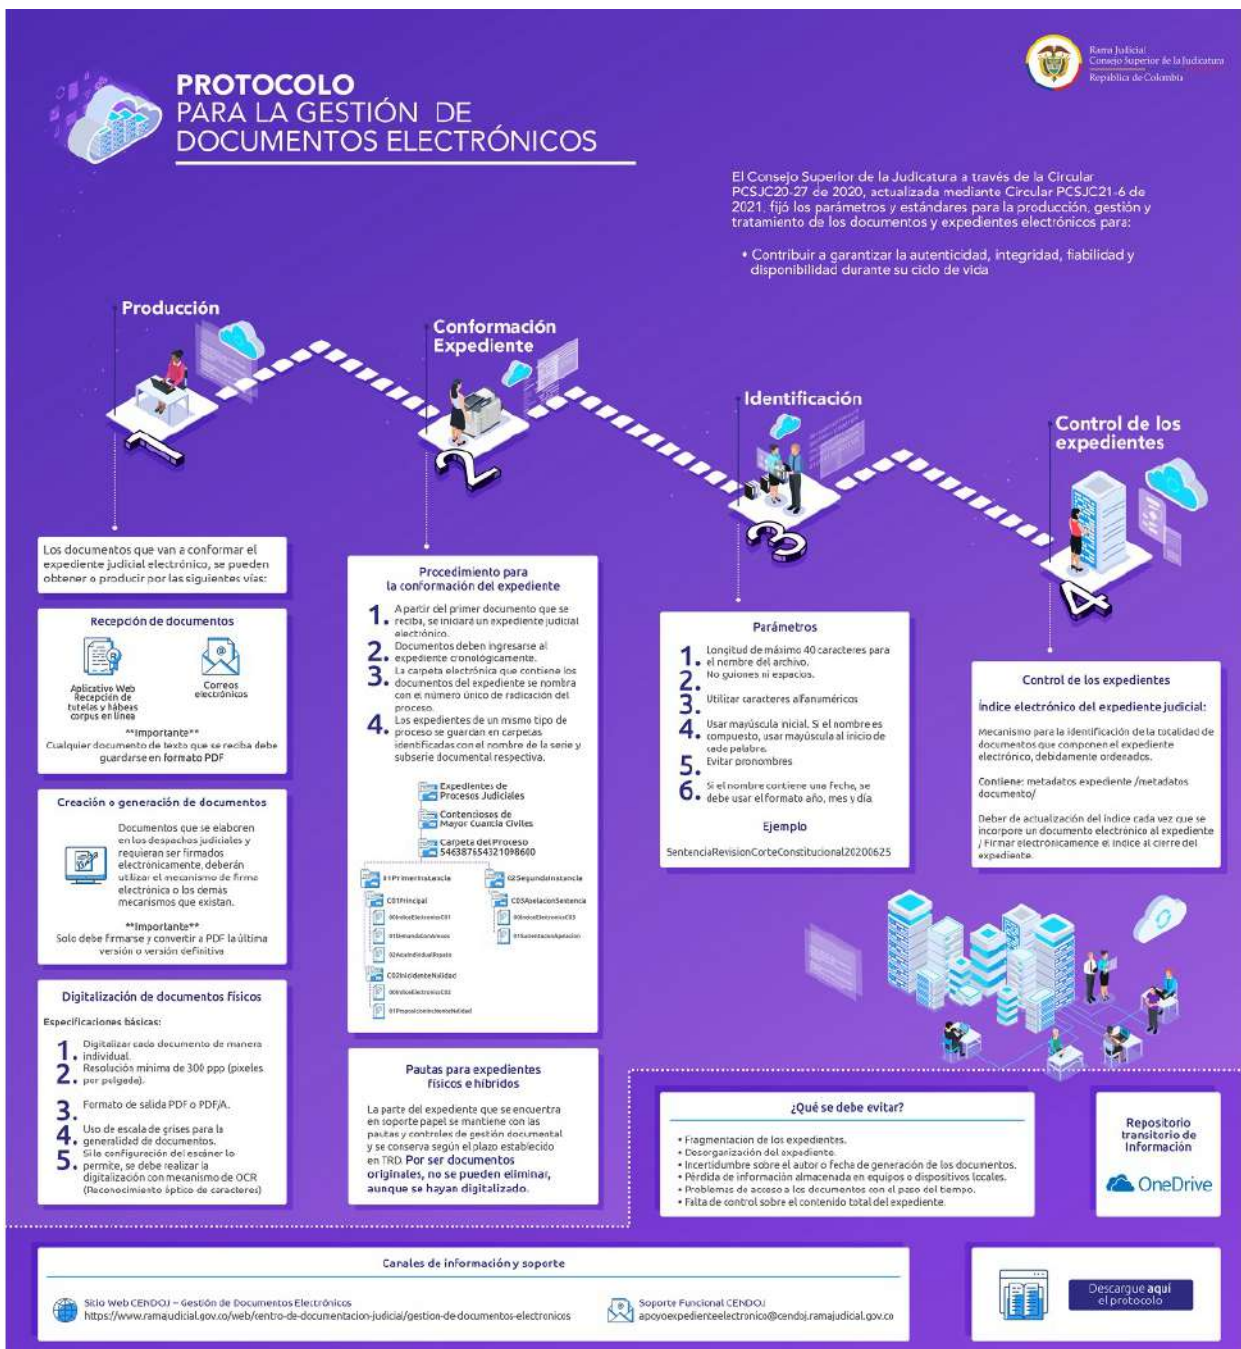 PROTOCOLO
PARA LA GESTIÓN DE
DOCUMENTOS ELECTRÓNICOS
Rama Judicial
Consejo Superior de la Judicatura
República de Colombia
El Consejo Superior de la Judicatura a través de la Circular
PCSJC20-27 de 2020, actualizada mediante Circular PCSJC21-6 de
2021, fijó los parámetros y estándares para la producción, gestión y
tratamiento de los documentos y expedientes electrónicos para:
• Contribuir a garantizar la autenticidad, integridad, fiabilidad y
disponibilidad durante su ciclo de vida
Producción
1
Conformación
Expediente
2
Identificación
3
Control de los
expedientes
4
Los documentos que van a conformar el
expediente judicial electrónico, se pueden
obtener o producir por las siguientes vías:
Recepción de documentos
Aplicativo Web
Recepción de
tutelas y hábeas
corpus en línea
Correos
electrónicos
**Importante**
Cualquier documento de texto que se reciba debe
guardarse en formato PDF
Creación o generación de documentos
Documentos que se elaboren
en los despachos judiciales y
requieran ser firmados
electrónicamente, deberán
utilizar el mecanismo de firma
electrónica o los demás
mecanismos que existan.
**Importante**
Solo debe firmarse y convertir a PDF la última
versión o versión definitiva
Digitalización de documentos físicos
Especificaciones básicas:
1. Digitalizar cada documento de manera
individual.
2. Resolución mínima de 300 ppp (pixeles
por pulgada).
3. Formato de salida PDF o PDF/A.
4. Uso de escala de grises para la
generalidad de documentos.
5. Si la configuración del escáner lo
permite, se debe realizar la
digitalización con mecanismo de OCR
(Reconocimiento óptico de caracteres)
Procedimiento para
la conformación del expediente
1. A partir del primer documento que se
reciba, se iniciará un expediente judicial
electrónico.
2. Documentos deben ingresarse al
expediente cronológicamente.
3. La carpeta electrónica que contiene los
documentos del expediente se nombra
con el número único de radicación del
proceso.
4. Los expedientes de un mismo tipo de
proceso se guardan en carpetas
identificadas con el nombre de la serie y
subserie documental respectiva.
Expedientes de
Procesos Judiciales
Contenciosos de
Mayor Cuantía Civiles
Carpeta del Proceso
546387654321098600
01PrimeraInstancia
02SegundaInstancia
C01Principal
C03ApelacionSentencia
00IndiceElectronicoC01
00IndiceElectronicoC03
01DemandaConAnexos
01SustentacionApelacion
02ActaIndividualReparto
C02IncidenteNulidad
00IndiceElectronicoC02
01ProposicionIncidenteNulidad
Pautas para expedientes
físicos e híbridos
La parte del expediente que se encuentra
en soporte papel se mantiene con las
pautas y controles de gestión documental
y se conserva según el plazo establecido
en TRD. Por ser documentos
originales, no se pueden eliminar,
aunque se hayan digitalizado.
Parámetros
1. Longitud de máximo 40 caracteres para
el nombre del archivo.
2. No guiones ni espacios.
3. Utilizar caracteres alfanuméricos
4. Usar mayúscula inicial. Si el nombre es
compuesto, usar mayúscula al inicio de
cada palabra.
5. Evitar pronombres
6. Si el nombre contiene una fecha, se
debe usar el formato año, mes y día.
Ejemplo
SentenciaRevisionCorteConstitucional20200625
Control de los expedientes
Índice electrónico del expediente judicial:
Mecanismo para la identificación de la totalidad de
documentos que componen el expediente
electrónico, debidamente ordenados.
Contiene: metadatos expediente /metadatos
documento/
Deber de actualización del índice cada vez que se
incorpore un documento electrónico al expediente
/ Firmar electrónicamente el índice al cierre del
expediente.
¿Qué se debe evitar?
• Fragmentación de los expedientes.
• Desorganización del expediente.
• Incertidumbre sobre el autor o fecha de generación de los documentos.
• Pérdida de información almacenada en equipos o dispositivos locales.
• Problemas de acceso a los documentos con el paso del tiempo.
• Falta de control sobre el contenido total del expediente.
Repositorio
transitorio de
Información
OneDrive
Canales de información y soporte
Sitio Web CENDOJ – Gestión de Documentos Electrónicos
https://www.ramajudicial.gov.co/web/centro-de-documentacion-judicial/gestion-de-documentos-electronicos
Soporte Funcional CENDOJ
apoyoexpedienteelectronico@cendoj.ramajudicial.gov.co
Descargue aquí
el protocolo